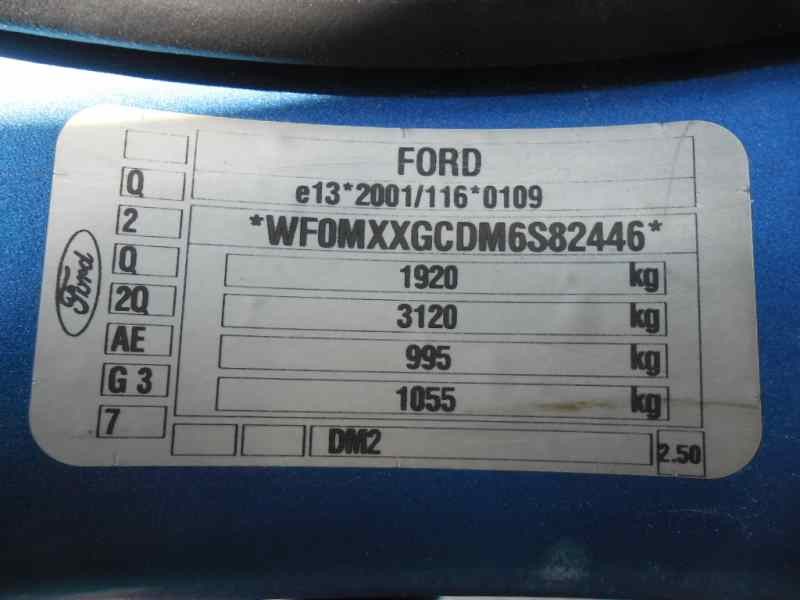 FORD
e13*2001/116*0109
*WF0MXXGCDM6S82446*
1920 kg
3120 kg
995 kg
1055 kg
DM2
2.50
Ford
Q
2
Q
2Q
AE
G 3
7